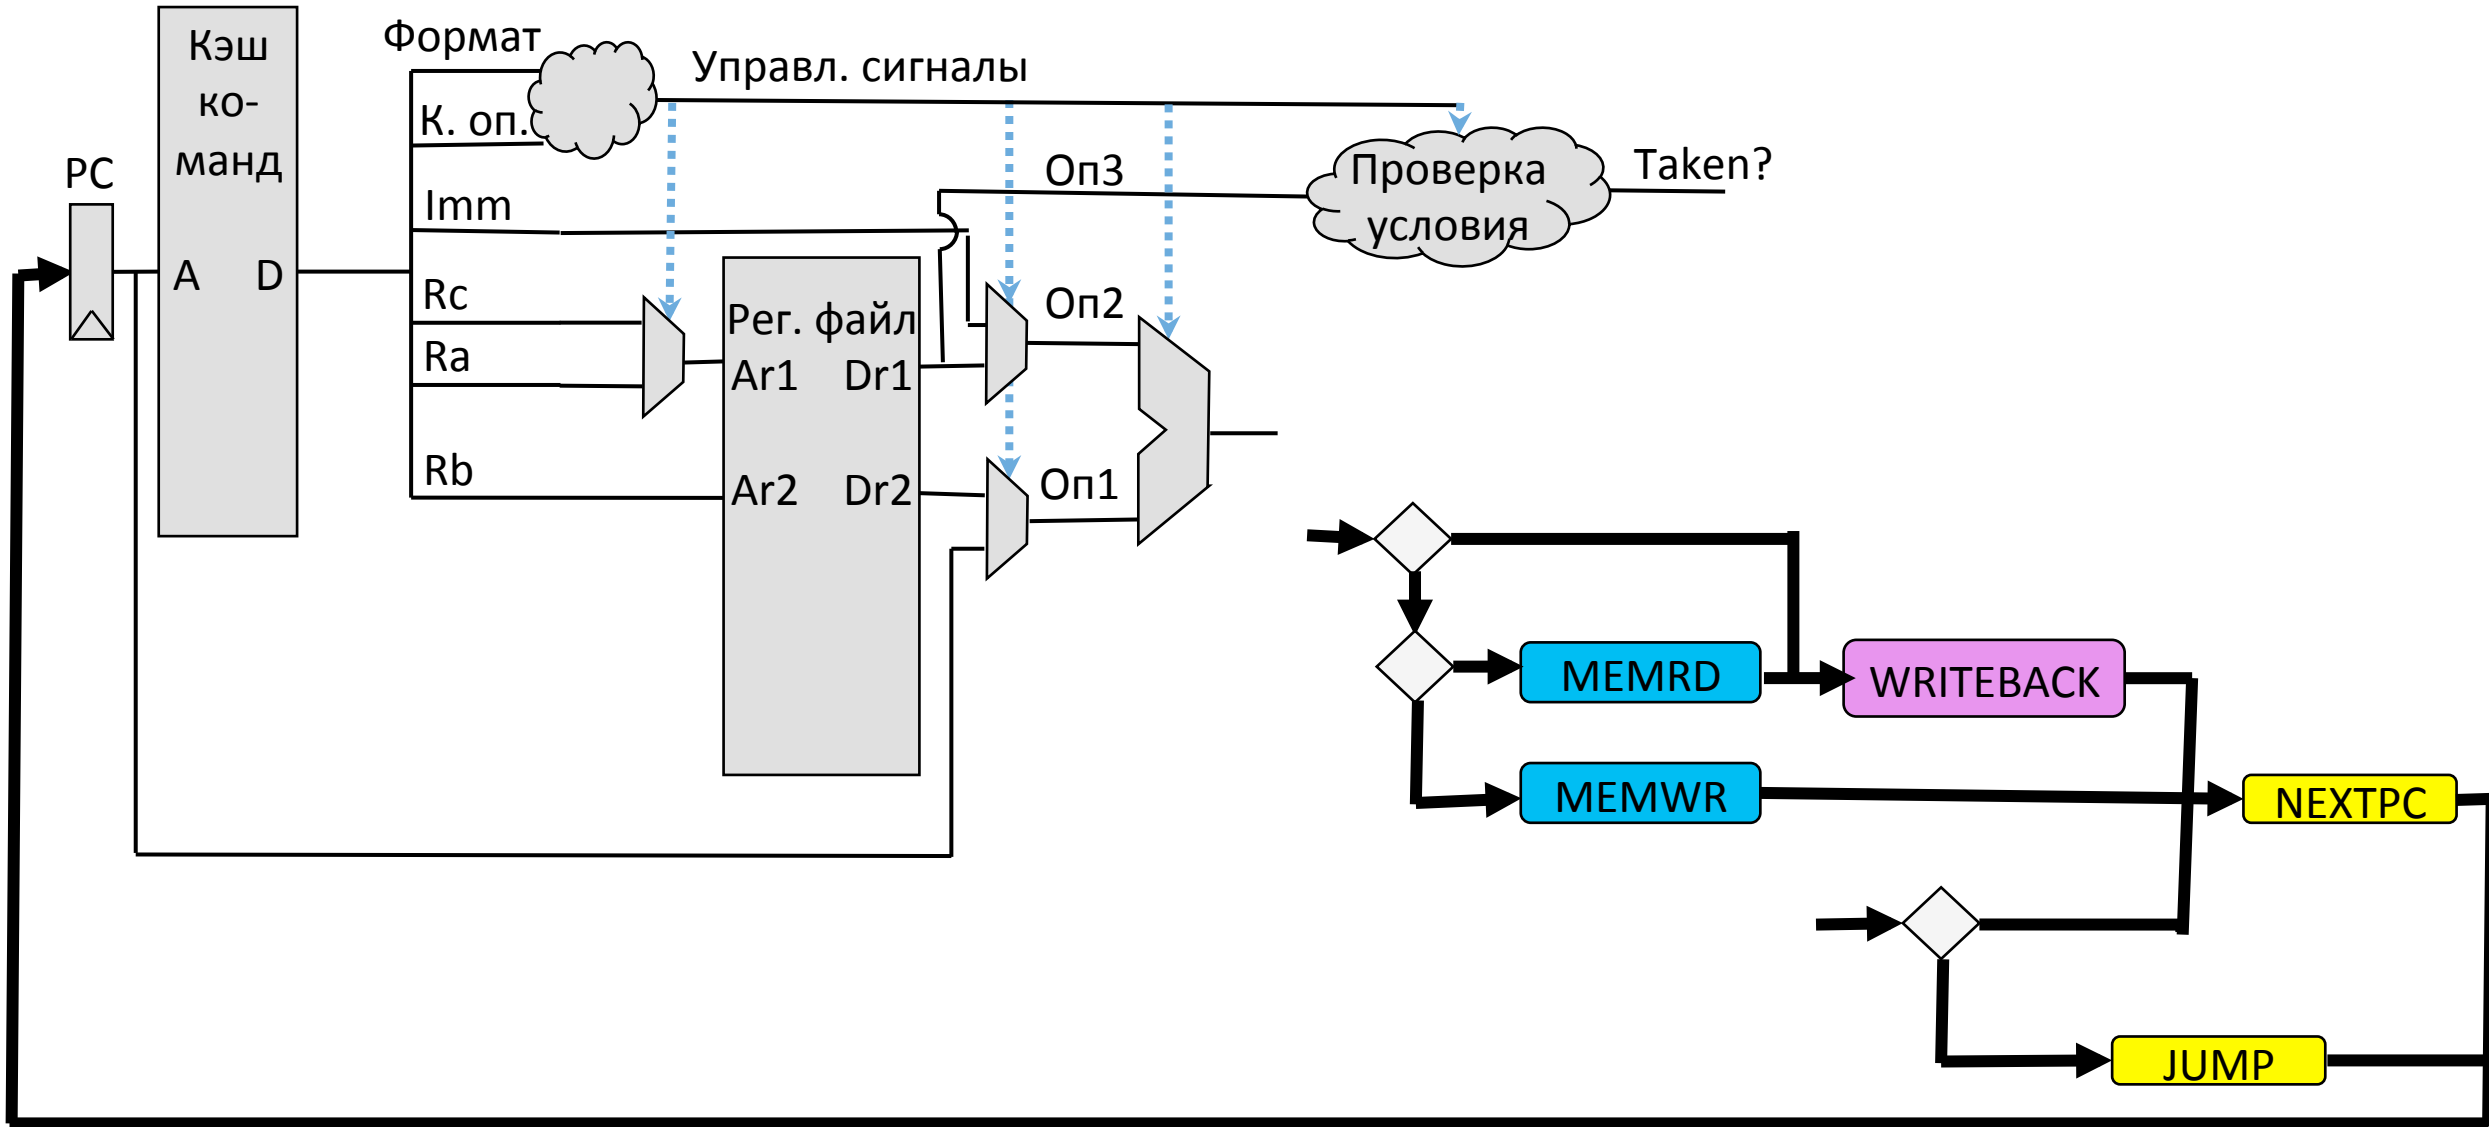 Формат
Кэш
ко-
манд
Управл. сигналы
К. оп.
PC
Оп3
Проверка
условия
Taken?
Imm
A
D
Rc
Рег. файл
Оп2
Ra
Ar1
Dr1
Rb
Ar2
Dr2
Оп1
MEMRD
WRITEBACK
MEMWR
NEXTPC
JUMP